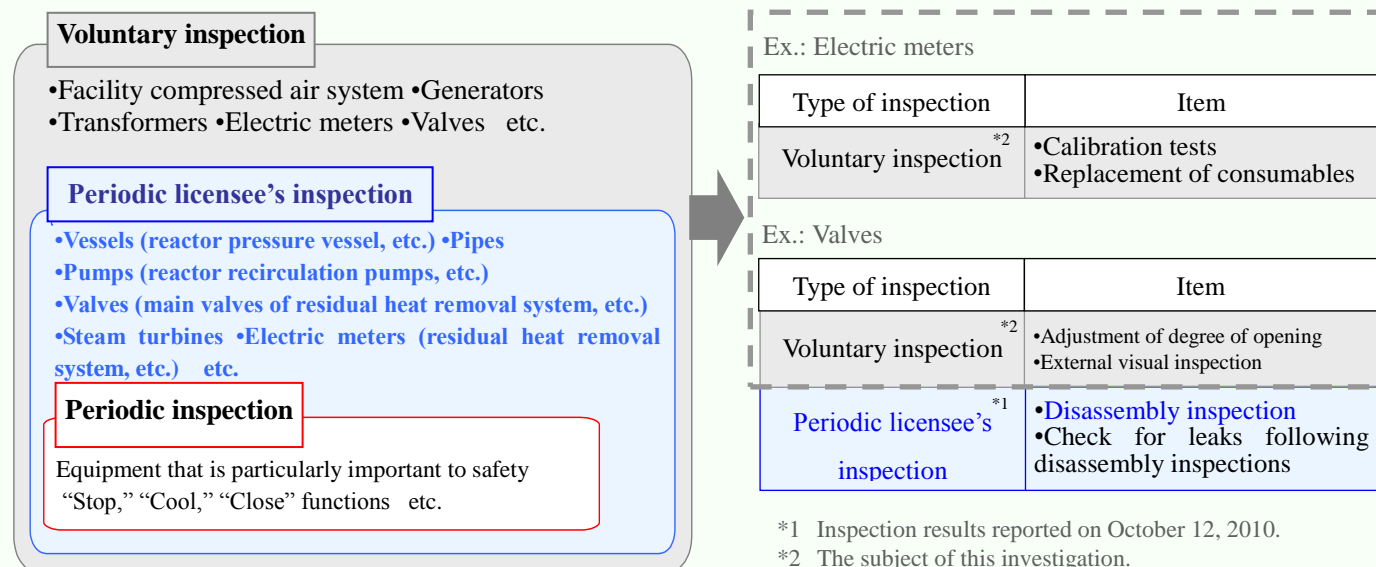 Voluntary inspection
•Facility compressed air system •Generators
•Transformers •Electric meters •Valves etc.
Periodic licensee’s inspection
•Vessels (reactor pressure vessel, etc.) •Pipes
•Pumps (reactor recirculation pumps, etc.)
•Valves (main valves of residual heat removal system, etc.)
•Steam turbines •Electric meters (residual heat removal
system, etc.) etc.
Periodic inspection
Equipment that is particularly important to safety
“Stop,” “Cool,” “Close” functions etc.
Ex.: Electric meters
Type of inspection Item
Voluntary inspection *2
•Calibration tests
•Replacement of consumables
Ex.: Valves
Type of inspection Item
Voluntary inspection *2
•Adjustment of degree of opening
•External visual inspection
Periodic licensee’s *1
inspection
•Disassembly inspection
•Check for leaks following
disassembly inspections
*1 Inspection results reported on October 12, 2010.
*2 The subject of this investigation.